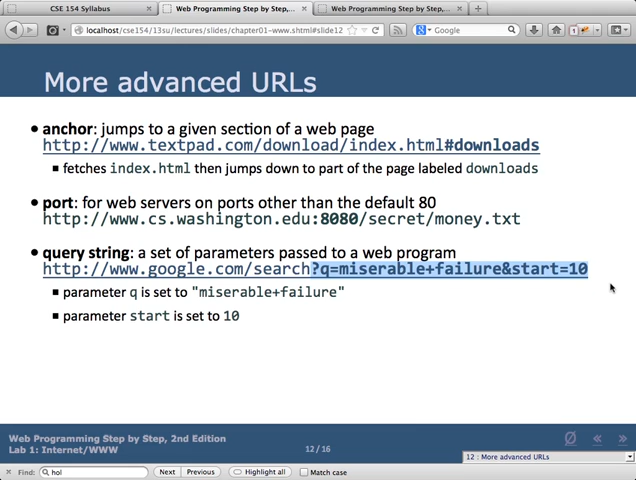 CSE 154 Syllabus
Web Programming Step by Step,...
Web Programming Step by Step, 2nd ...
localhost/cse154/13su/lectures/slides/chapter01-www.shtml#slide12
Google
More advanced URLs
anchor: jumps to a given section of a web page
http://www.textpad.com/download/index.html#downloads
fetches index.html then jumps down to part of the page labeled downloads
port: for web servers on ports other than the default 80
http://www.cs.washington.edu:8080/secret/money.txt
query string: a set of parameters passed to a web program
http://www.google.com/search?q=miserable+failure&start=10
parameter q is set to "miserable+failure"
parameter start is set to 10
Web Programming Step by Step, 2nd Edition
Lab 1: Internet/WWW
12 / 16
Ø « »
12 : More advanced URLs
Find: hol Next Previous Highlight all Match case